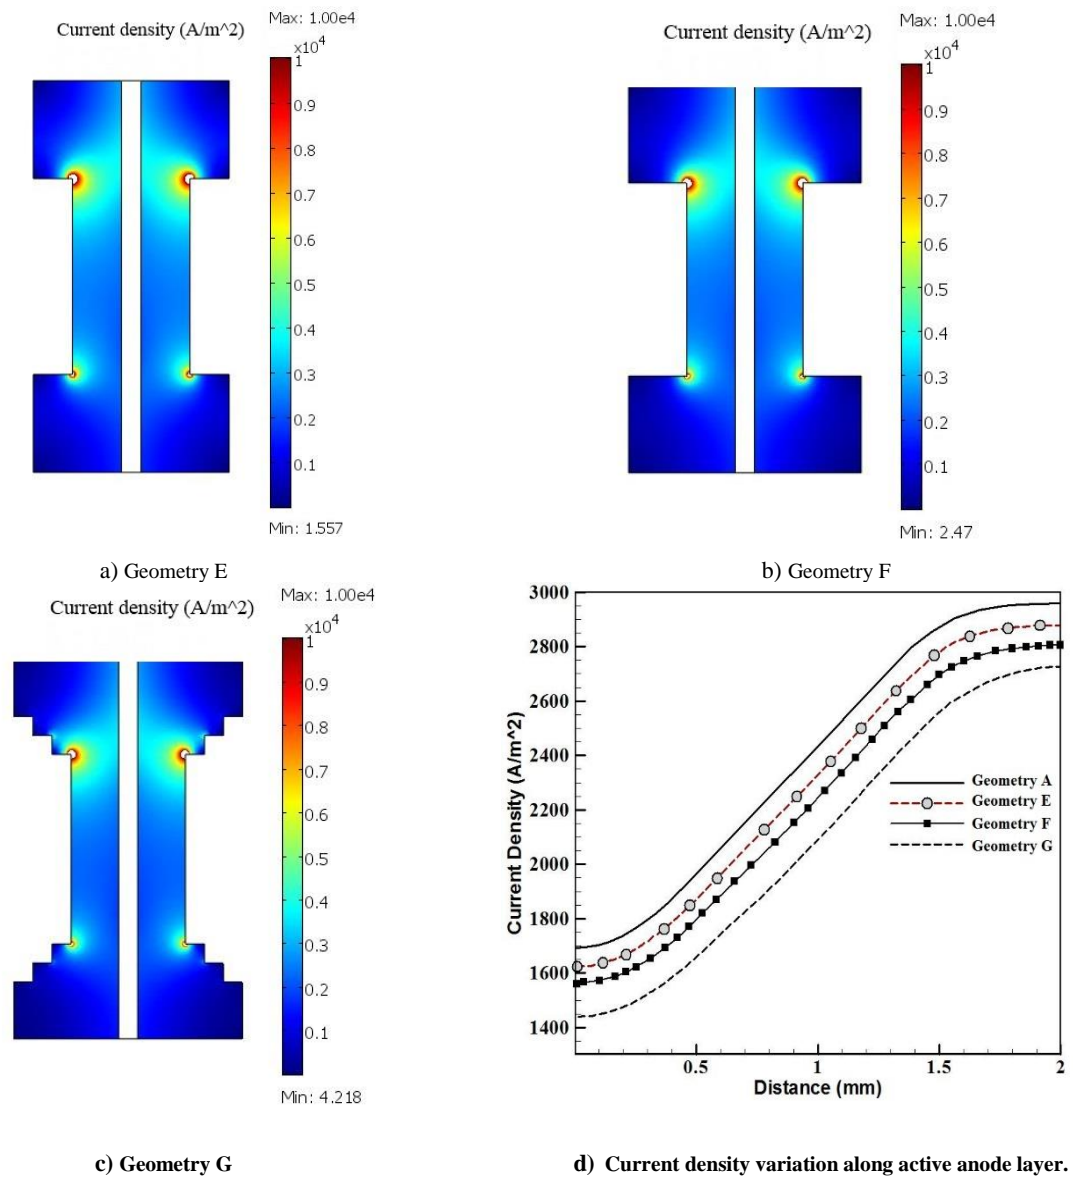 Max: 1.00e4
Current density (A/m^2)
x10^4
1
0.9
0.8
0.7
0.6
0.5
0.4
0.3
0.2
0.1
Min: 1.557
a) Geometry E
Max: 1.00e4
Current density (A/m^2)
x10^4
1
0.9
0.8
0.7
0.6
0.5
0.4
0.3
0.2
0.1
Min: 2.47
b) Geometry F
Max: 1.00e4
Current density (A/m^2)
x10^4
1
0.9
0.8
0.7
0.6
0.5
0.4
0.3
0.2
0.1
Min: 4.218
c) Geometry G
3000
2800
2600
2400
2200
2000
1800
1600
1400
Current Density (A/m^2)
Geometry A
Geometry E
Geometry F
Geometry G
0.5
1
1.5
2
Distance (mm)
d) Current density variation along active anode layer.